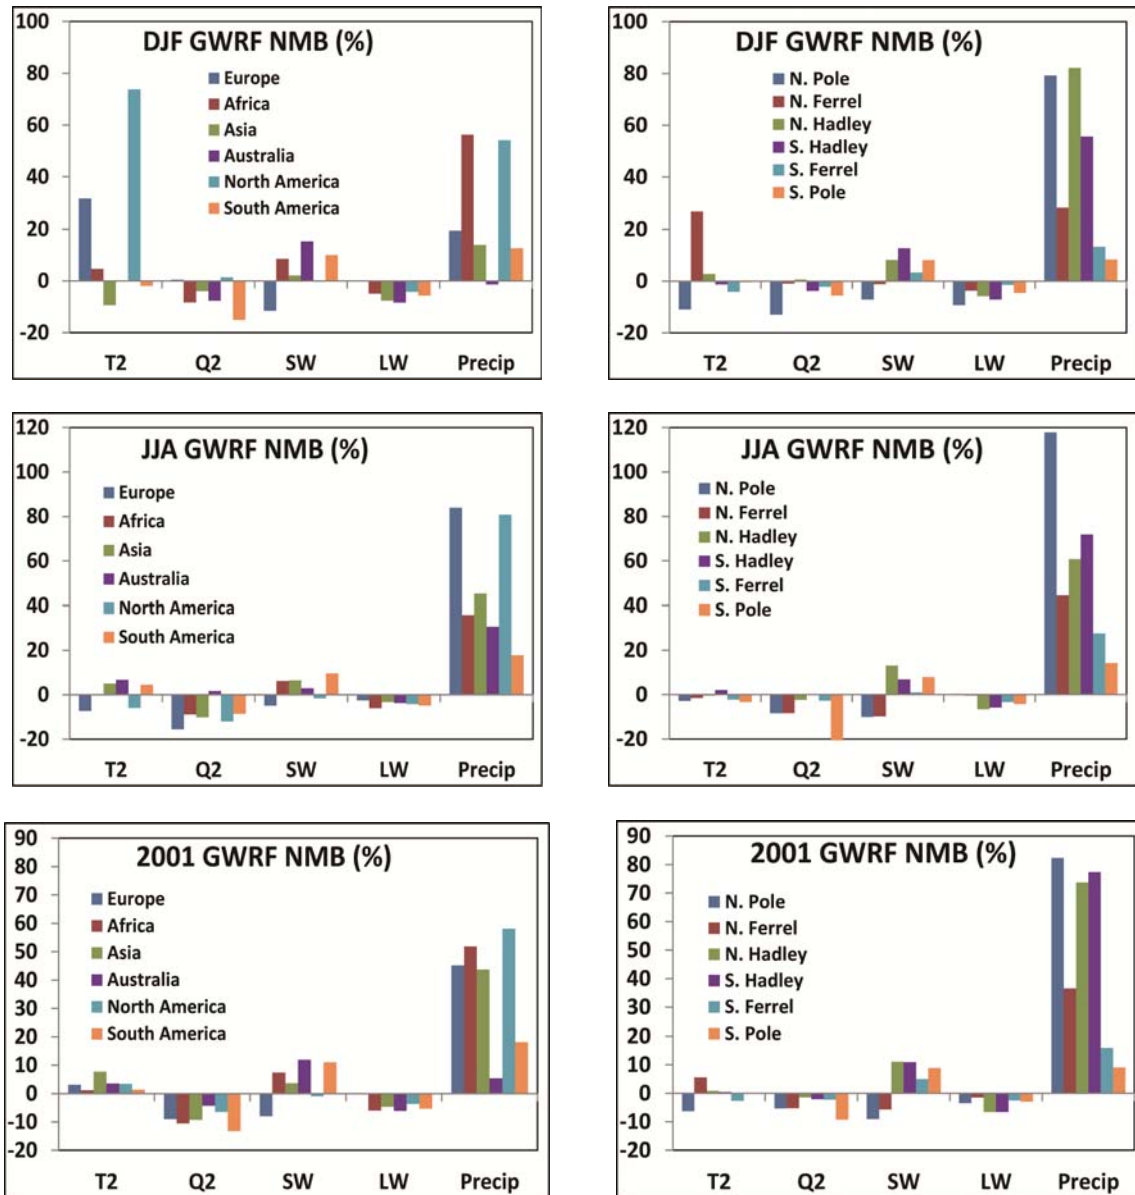 DJF GWRF NMB (%)
100
80
60
40
20
0
-20
Europe
Africa
Asia
Australia
North America
South America
T2 Q2 SW LW Precip
DJF GWRF NMB (%)
100
80
60
40
20
0
-20
N. Pole
N. Ferrel
N. Hadley
S. Hadley
S. Ferrel
S. Pole
T2 Q2 SW LW Precip
JJA GWRF NMB (%)
120
100
80
60
40
20
0
-20
Europe
Africa
Asia
Australia
North America
South America
T2 Q2 SW LW Precip
JJA GWRF NMB (%)
120
100
80
60
40
20
0
-20
N. Pole
N. Ferrel
N. Hadley
S. Hadley
S. Ferrel
S. Pole
T2 Q2 SW LW Precip
2001 GWRF NMB (%)
90
80
70
60
50
40
30
20
10
0
-10
-20
Europe
Africa
Asia
Australia
North America
South America
T2 Q2 SW LW Precip
2001 GWRF NMB (%)
90
80
70
60
50
40
30
20
10
0
-10
-20
N. Pole
N. Ferrel
N. Hadley
S. Hadley
S. Ferrel
S. Pole
T2 Q2 SW LW Precip